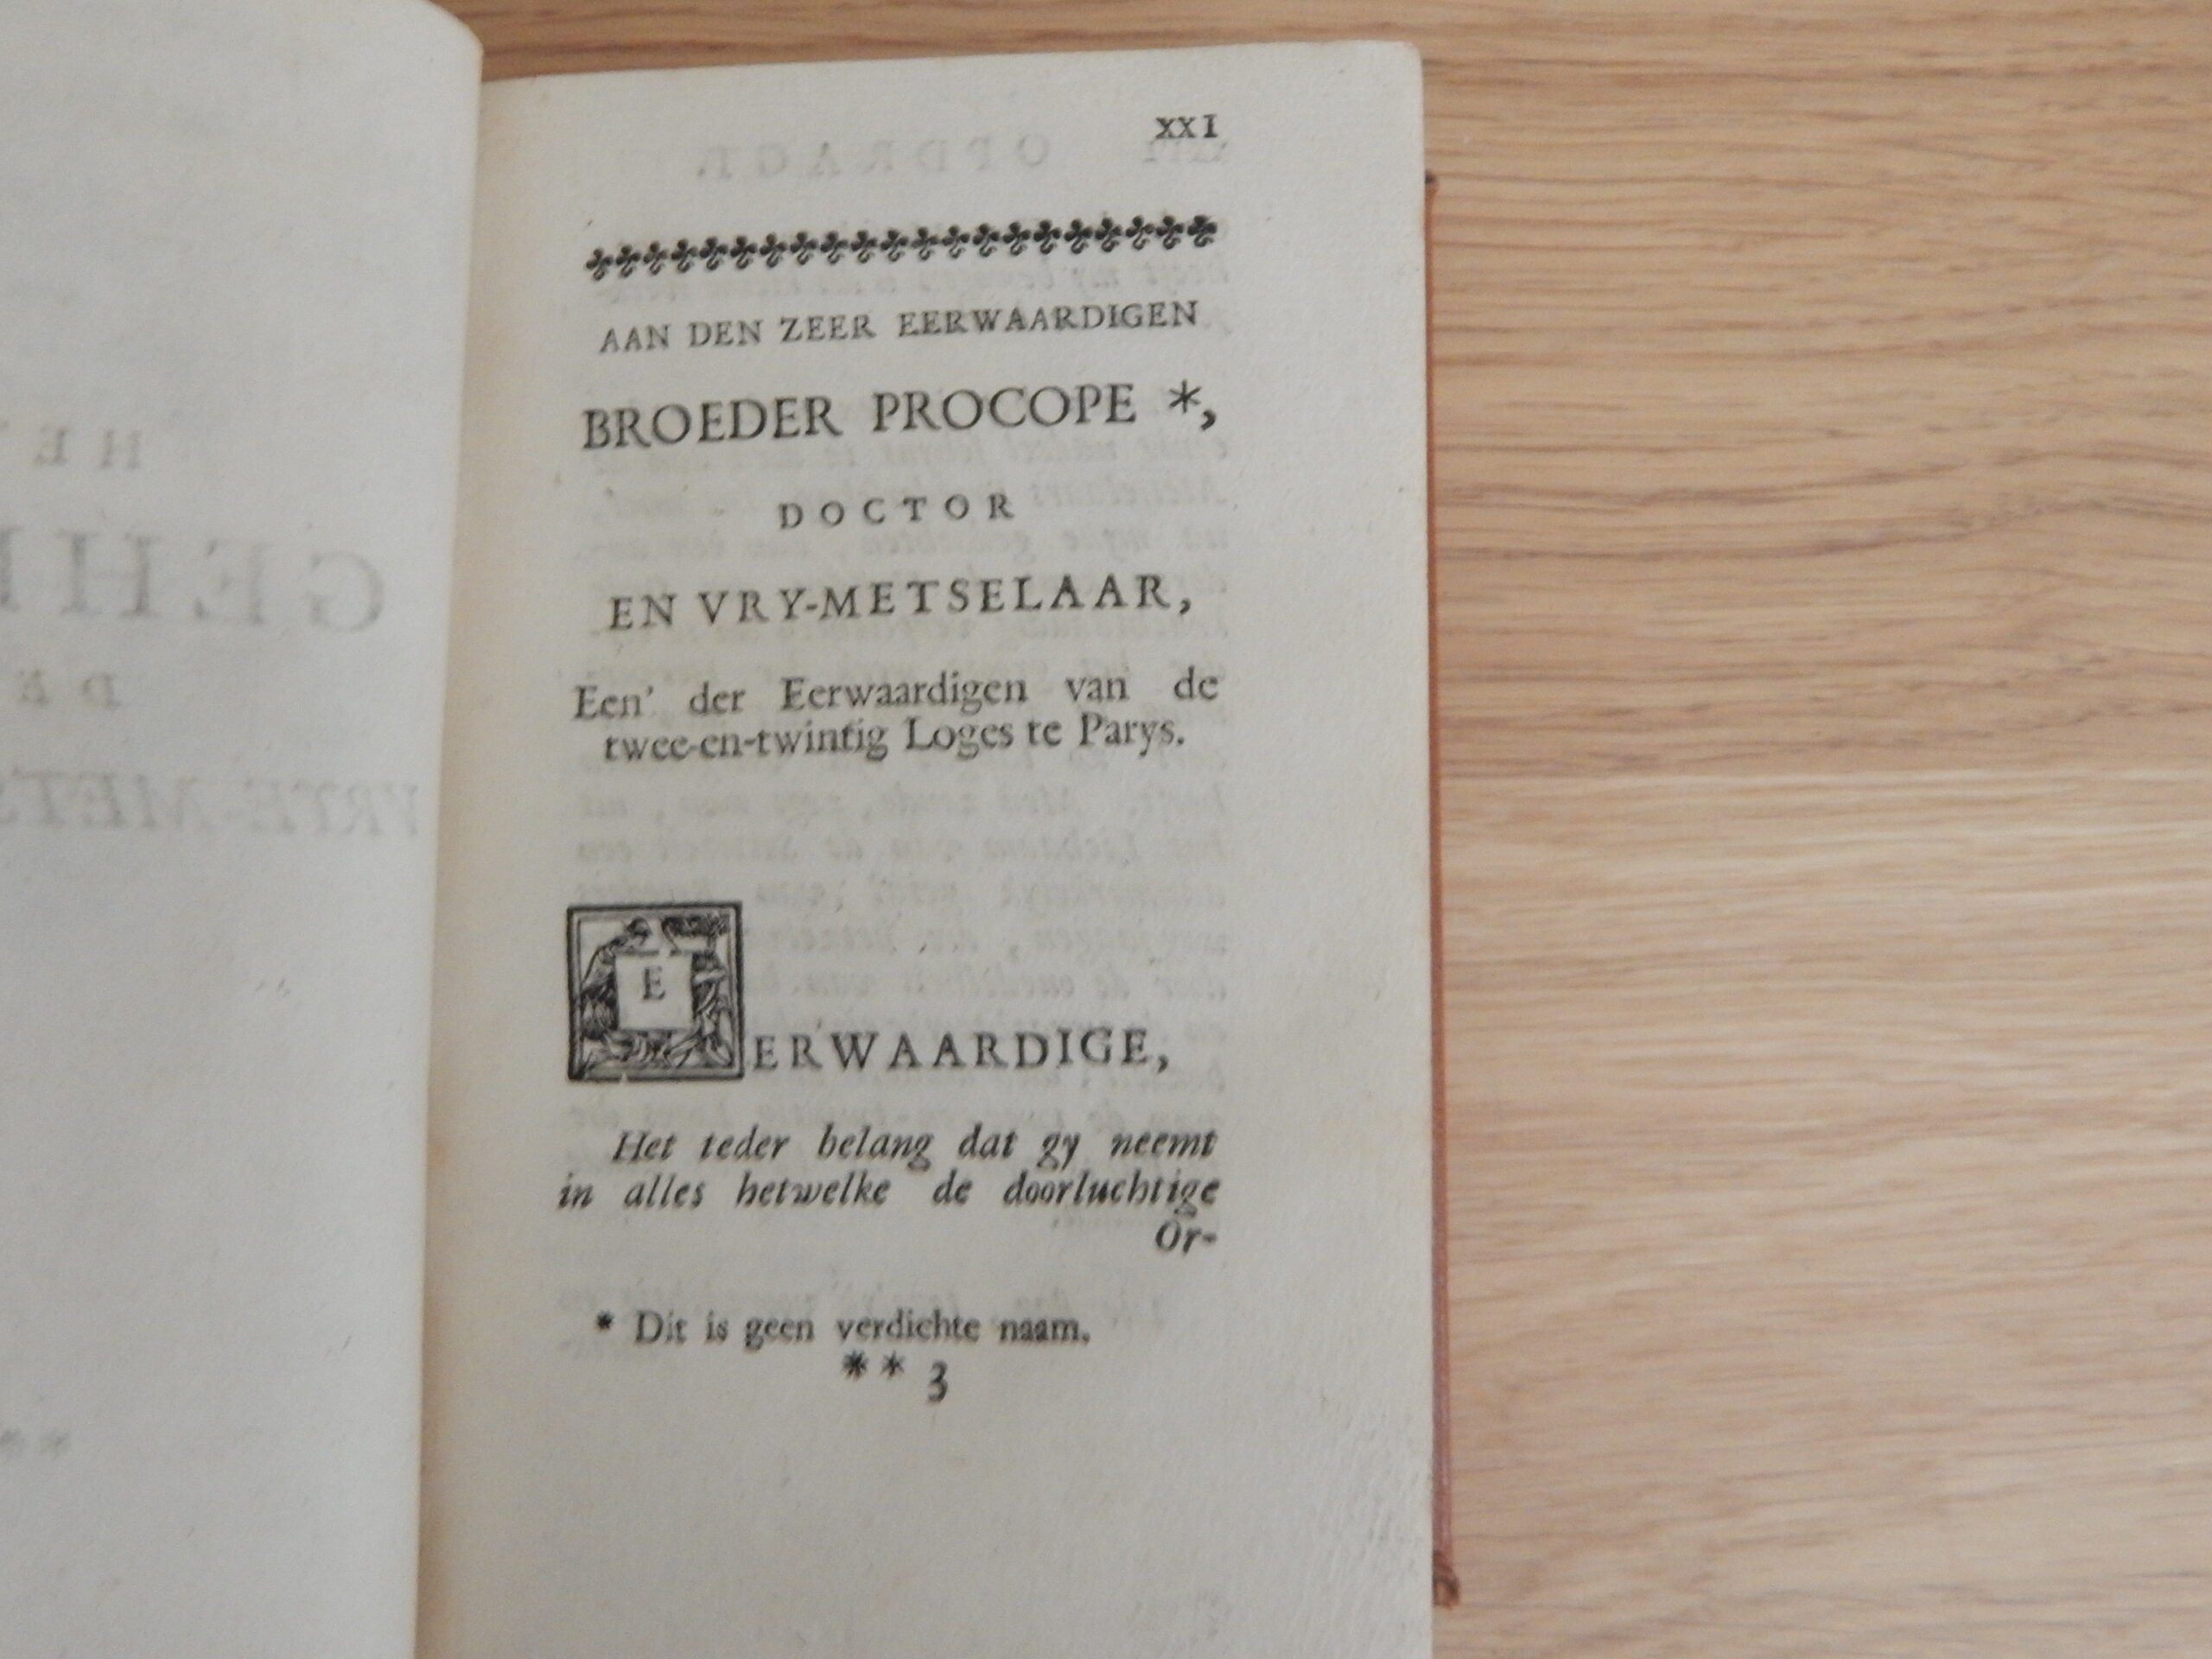 XXI
AAN DEN ZEER EERWAARDIGEN
BROEDER PROCOPE *,
DOCTOR
EN VRY-METSELAAR,
Een' der Eerwaardigen van de
twee-en-twintig Loges te Parys.
EERWAARDIGE,
Het teder belang dat gy neemt
in alles hetwelke de doorluchtige
Or-
* Dit is geen verdichte naam.
** 3